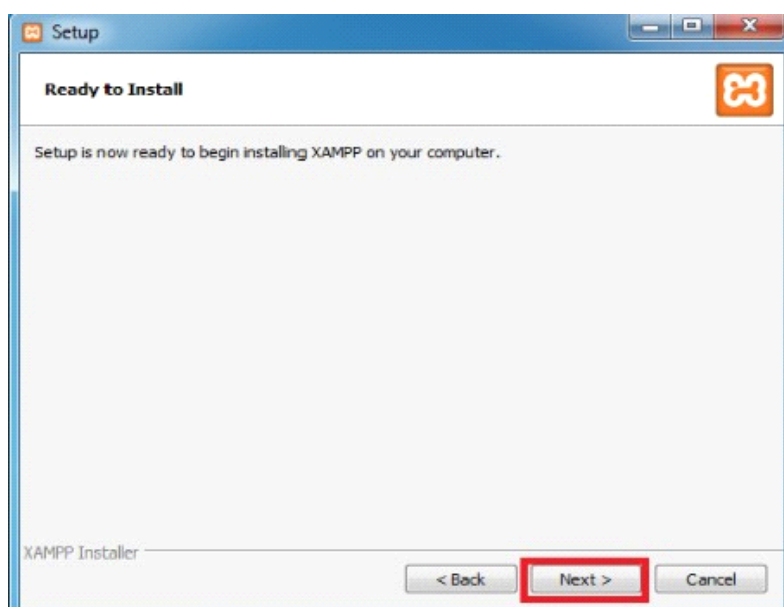 Setup
Ready to Install
Setup is now ready to begin installing XAMPP on your computer.
XAMPP Installer
< Back Next > Cancel